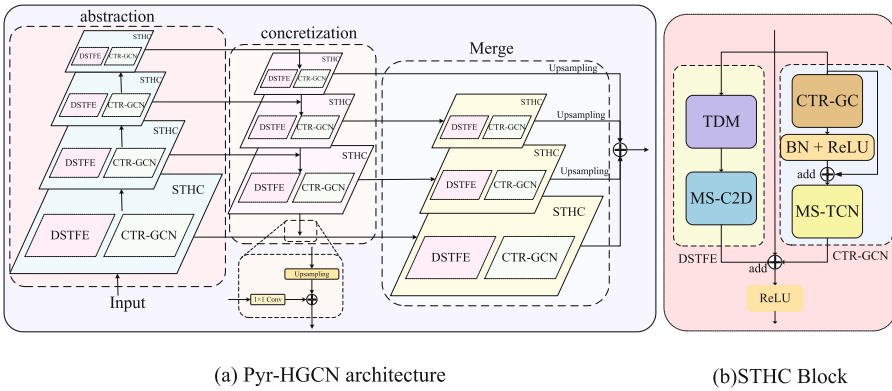 abstraction
STHC
DSTFE
CTR-GCN
STHC
DSTFE
CTR-GCN
STHC
DSTFE
CTR-GCN
STHC
DSTFE
CTR-GCN
Input
concretization
STHC
DSTFE
CTR-GCN
STHC
DSTFE
CTR-GCN
STHC
DSTFE
CTR-GCN
Upsampling
1×1 Conv
Merge
Upsampling
STHC
Upsampling
DSTFE
CTR-GCN
STHC
Upsampling
DSTFE
CTR-GCN
STHC
DSTFE
CTR-GCN
(a) Pyr-HGCN architecture
TDM
MS-C2D
DSTFE
CTR-GC
BN + ReLU
add
MS-TCN
CTR-GCN
add
ReLU
(b)STHC Block